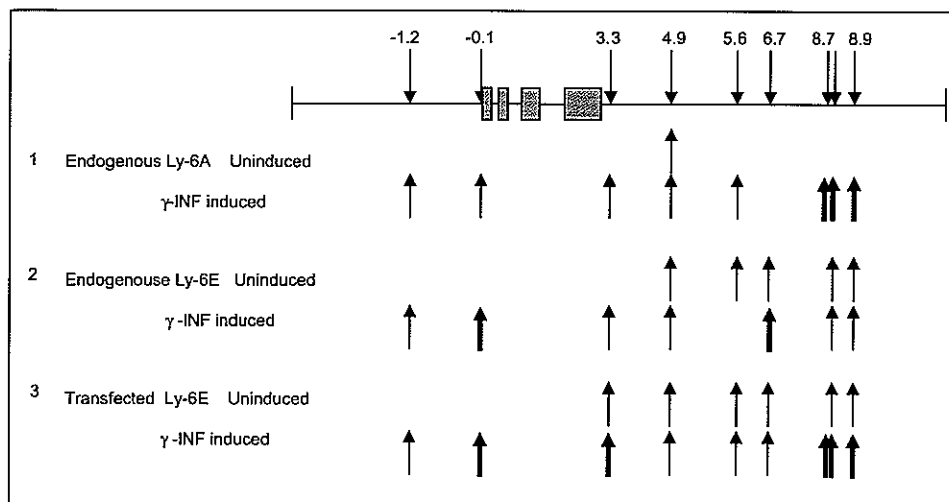 -1.2 -0.1 3.3 4.9 5.6 6.7 8.7 8.9
1 Endogenous Ly-6A Uninduced
γ-INF induced
2 Endogenouse Ly-6E Uninduced
γ-INF induced
3 Transfected Ly-6E Uninduced
γ-INF induced